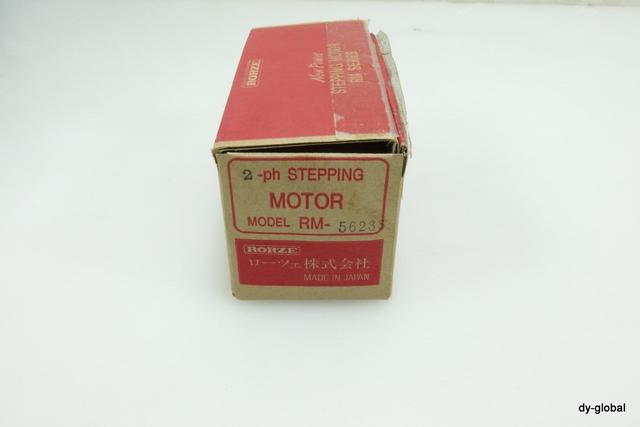 RORZE
New Power
STEPPING MOTOR
RM SERIES
2-ph STEPPING
MOTOR
MODEL RM-5623S
RORZE
ローツェ株式会社
MADE IN JAPAN
dy-global